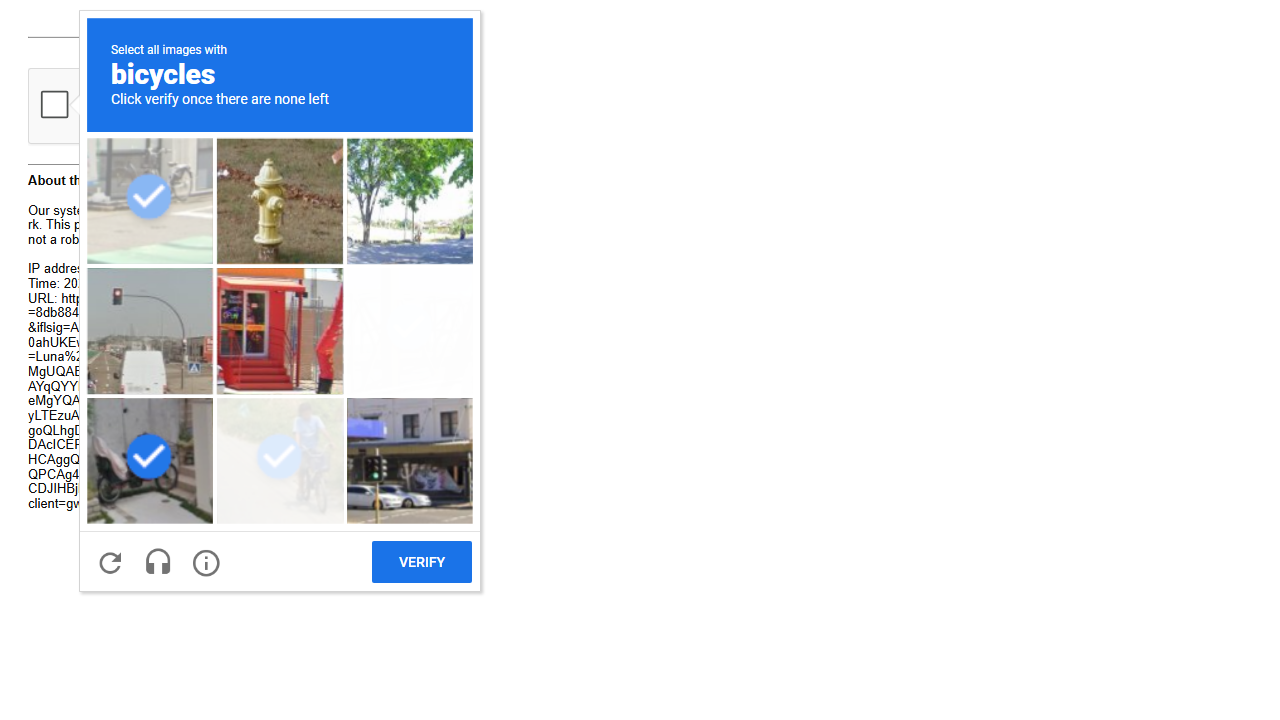 Select all images with
bicycles
Click verify once there are none left
About th
Our syste
rk. This p
not a rob
IP addres
Time: 20
URL: http
=8db884
&iflsig=A
0ahUKEv
=Luna%2
MgUQAE
AYqQYY
eMgYQA
yLTEzuA
goQLhgD
DAcICEF
HCAggQ
QPCAg4
CDJIHBj
client=gw
VERIFY